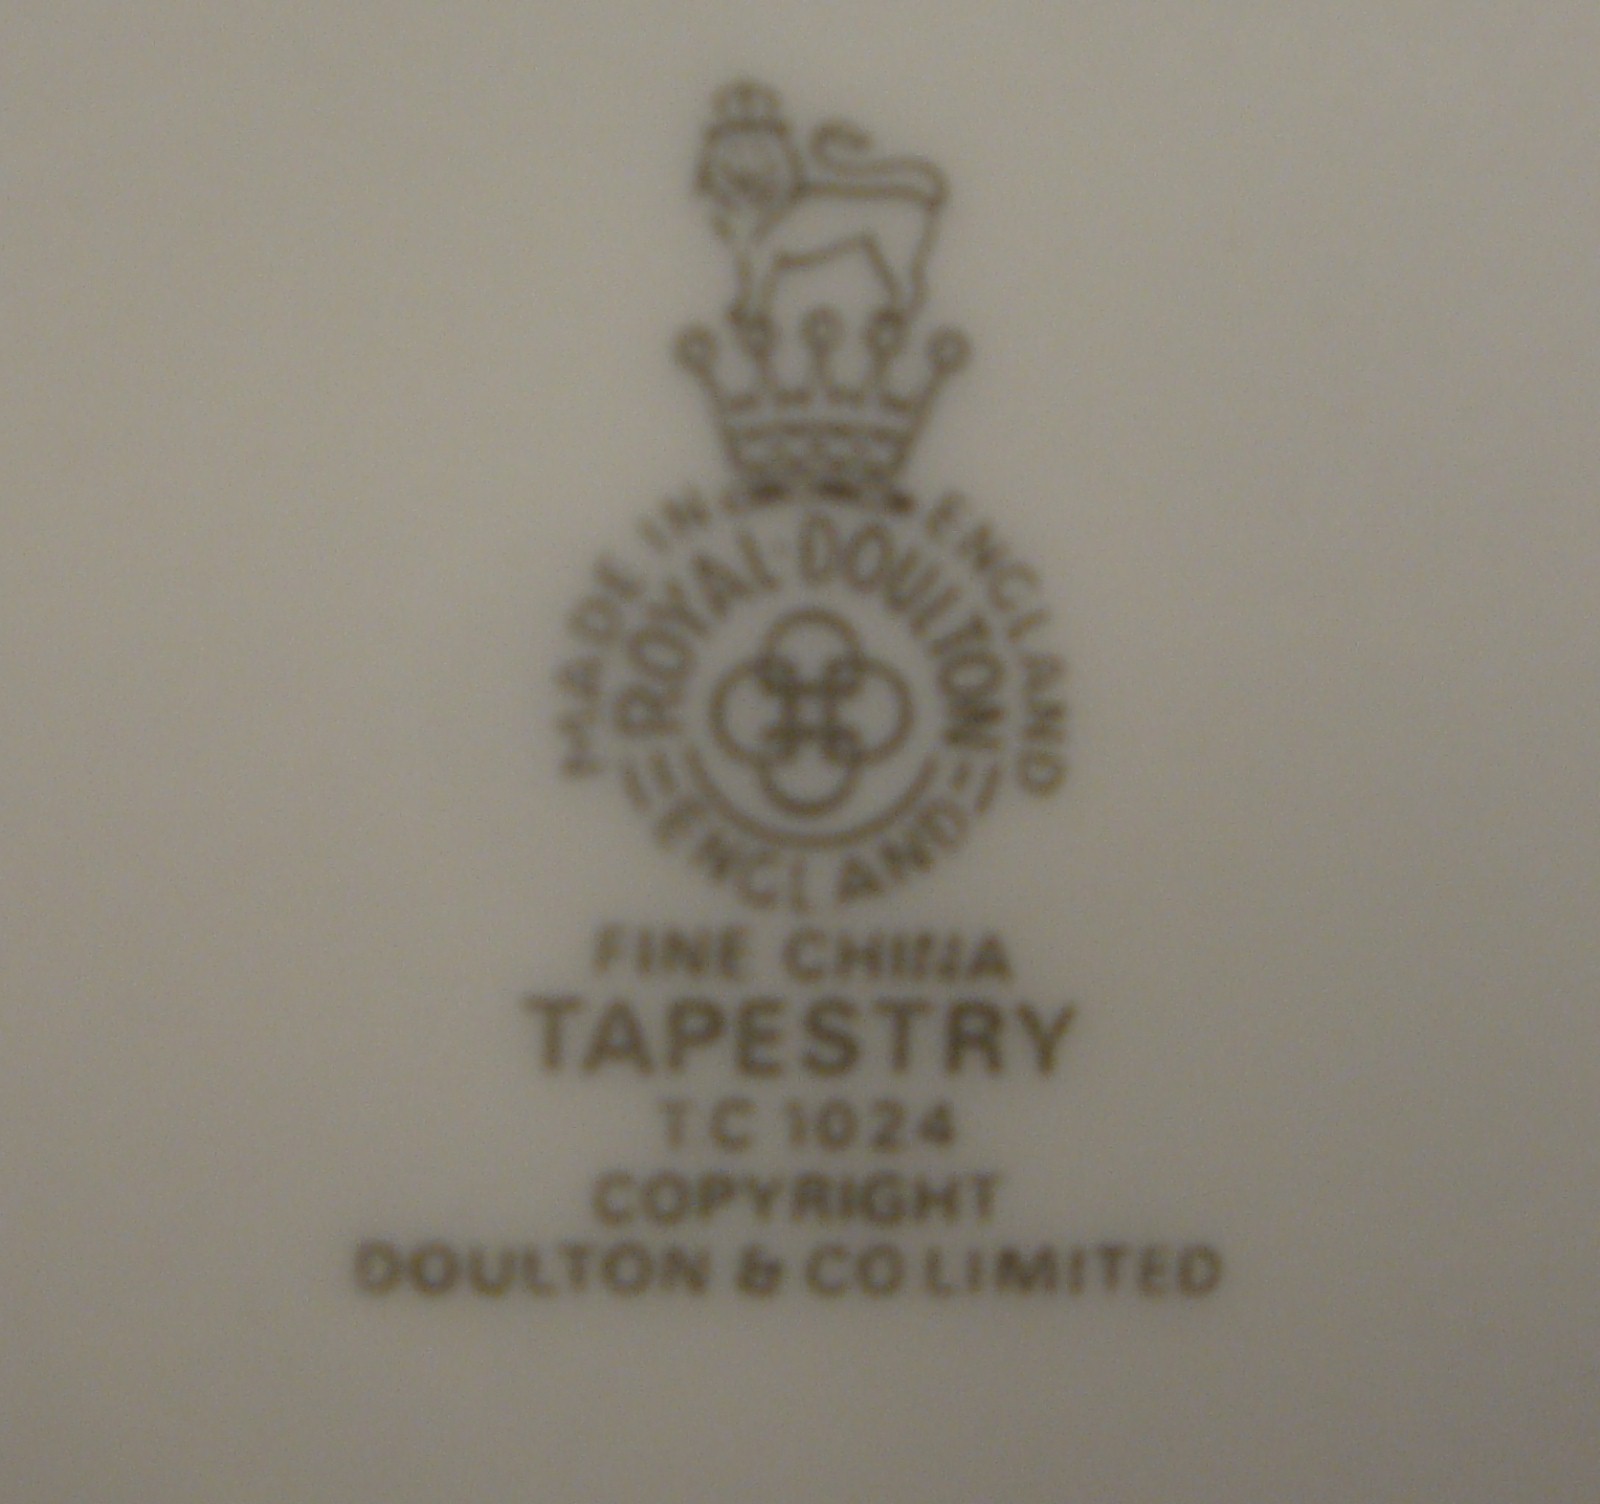 MADE IN ENGLAND
ROYAL DOULTON
ENGLAND
FINE CHINA
TAPESTRY
TC 1024
COPYRIGHT
DOULTON & CO LIMITED